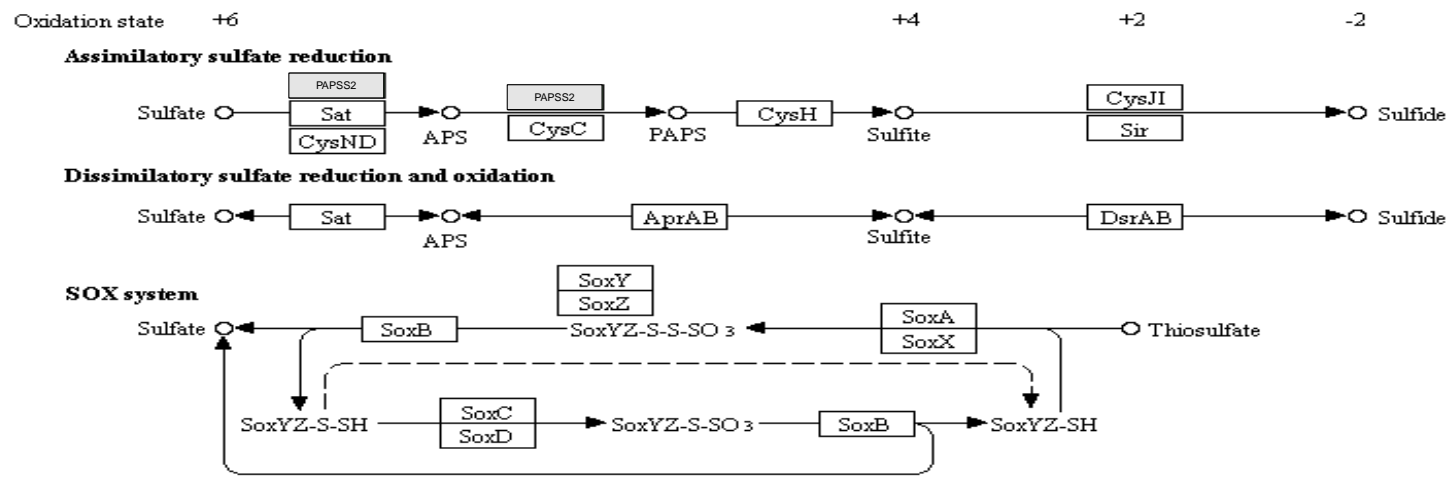 Oxidation state +6 +4 +2 -2
Assimilatory sulfate reduction
PAPSS2 PAPSS2 CysJI
Sulfate Sat APS CysC PAPS CysH Sulfite Sir Sulfide
CysND
Dissimilatory sulfate reduction and oxidation
Sulfate Sat APS AprAB Sulfite DsrAB Sulfide
SOX system
SoxY
SoxZ
Sulfate SoxB SoxYZ-S-S-SO3 SoxA Thiosulfate
SoxX
SoxYZ-S-SH SoxC SoxYZ-S-SO3 SoxB SoxYZ-SH
SoxD